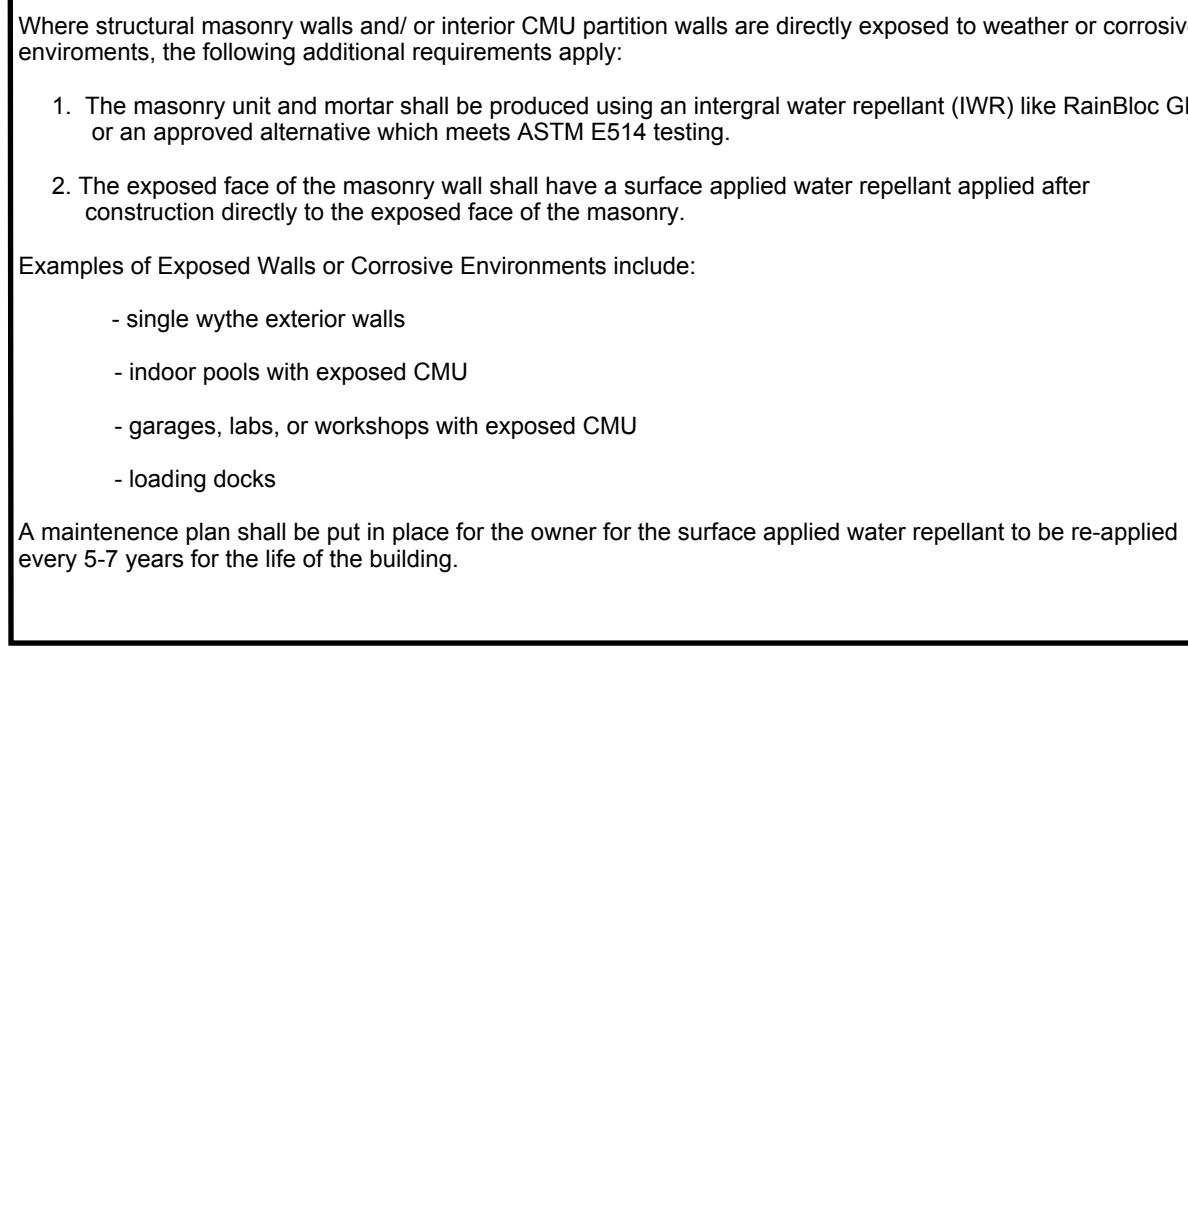 Where structural masonry walls and/ or interior CMU partition walls are directly exposed to weather or
enviroments, the following additional requirements apply:
1. The masonry unit and mortar shall be produced using an intergral water repellant (IWR) like RainBloc
or an approved alternative which meets ASTM E514 testing.
2. The exposed face of the masonry wall shall have a surface applied water repellant applied after
construction directly to the exposed face of the masonry.
Examples of Exposed Walls or Corrosive Environments include:
- single wythe exterior walls
- indoor pools with exposed CMU
- garages, labs, or workshops with exposed CMU
- loading docks
A maintenence plan shall be put in place for the owner for the surface applied water repellant to be re-applied
every 5-7 years for the life of the building.